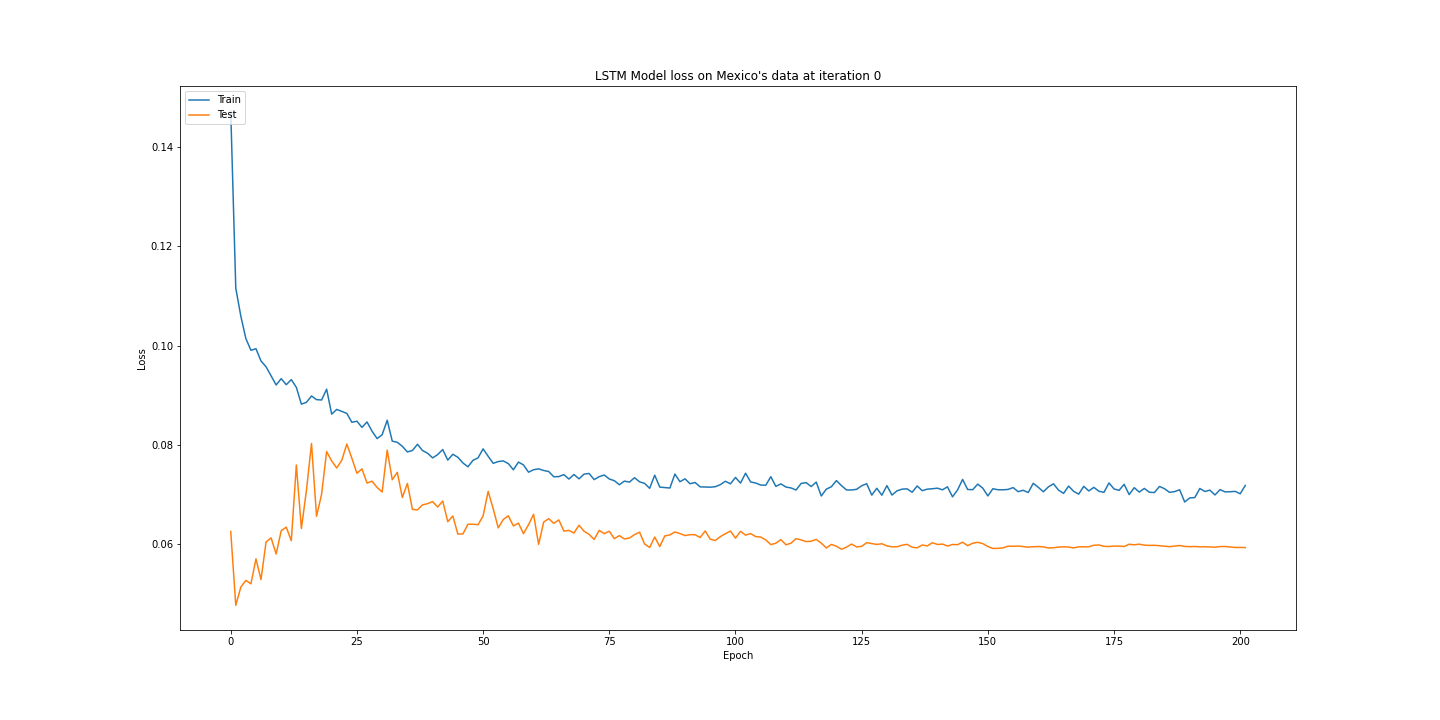 LSTM Model loss on Mexico's data at iteration 0
Train
Test
0.14
0.12
0.10
0.08
0.06
Loss
0 25 50 75 100 125 150 175 200
Epoch